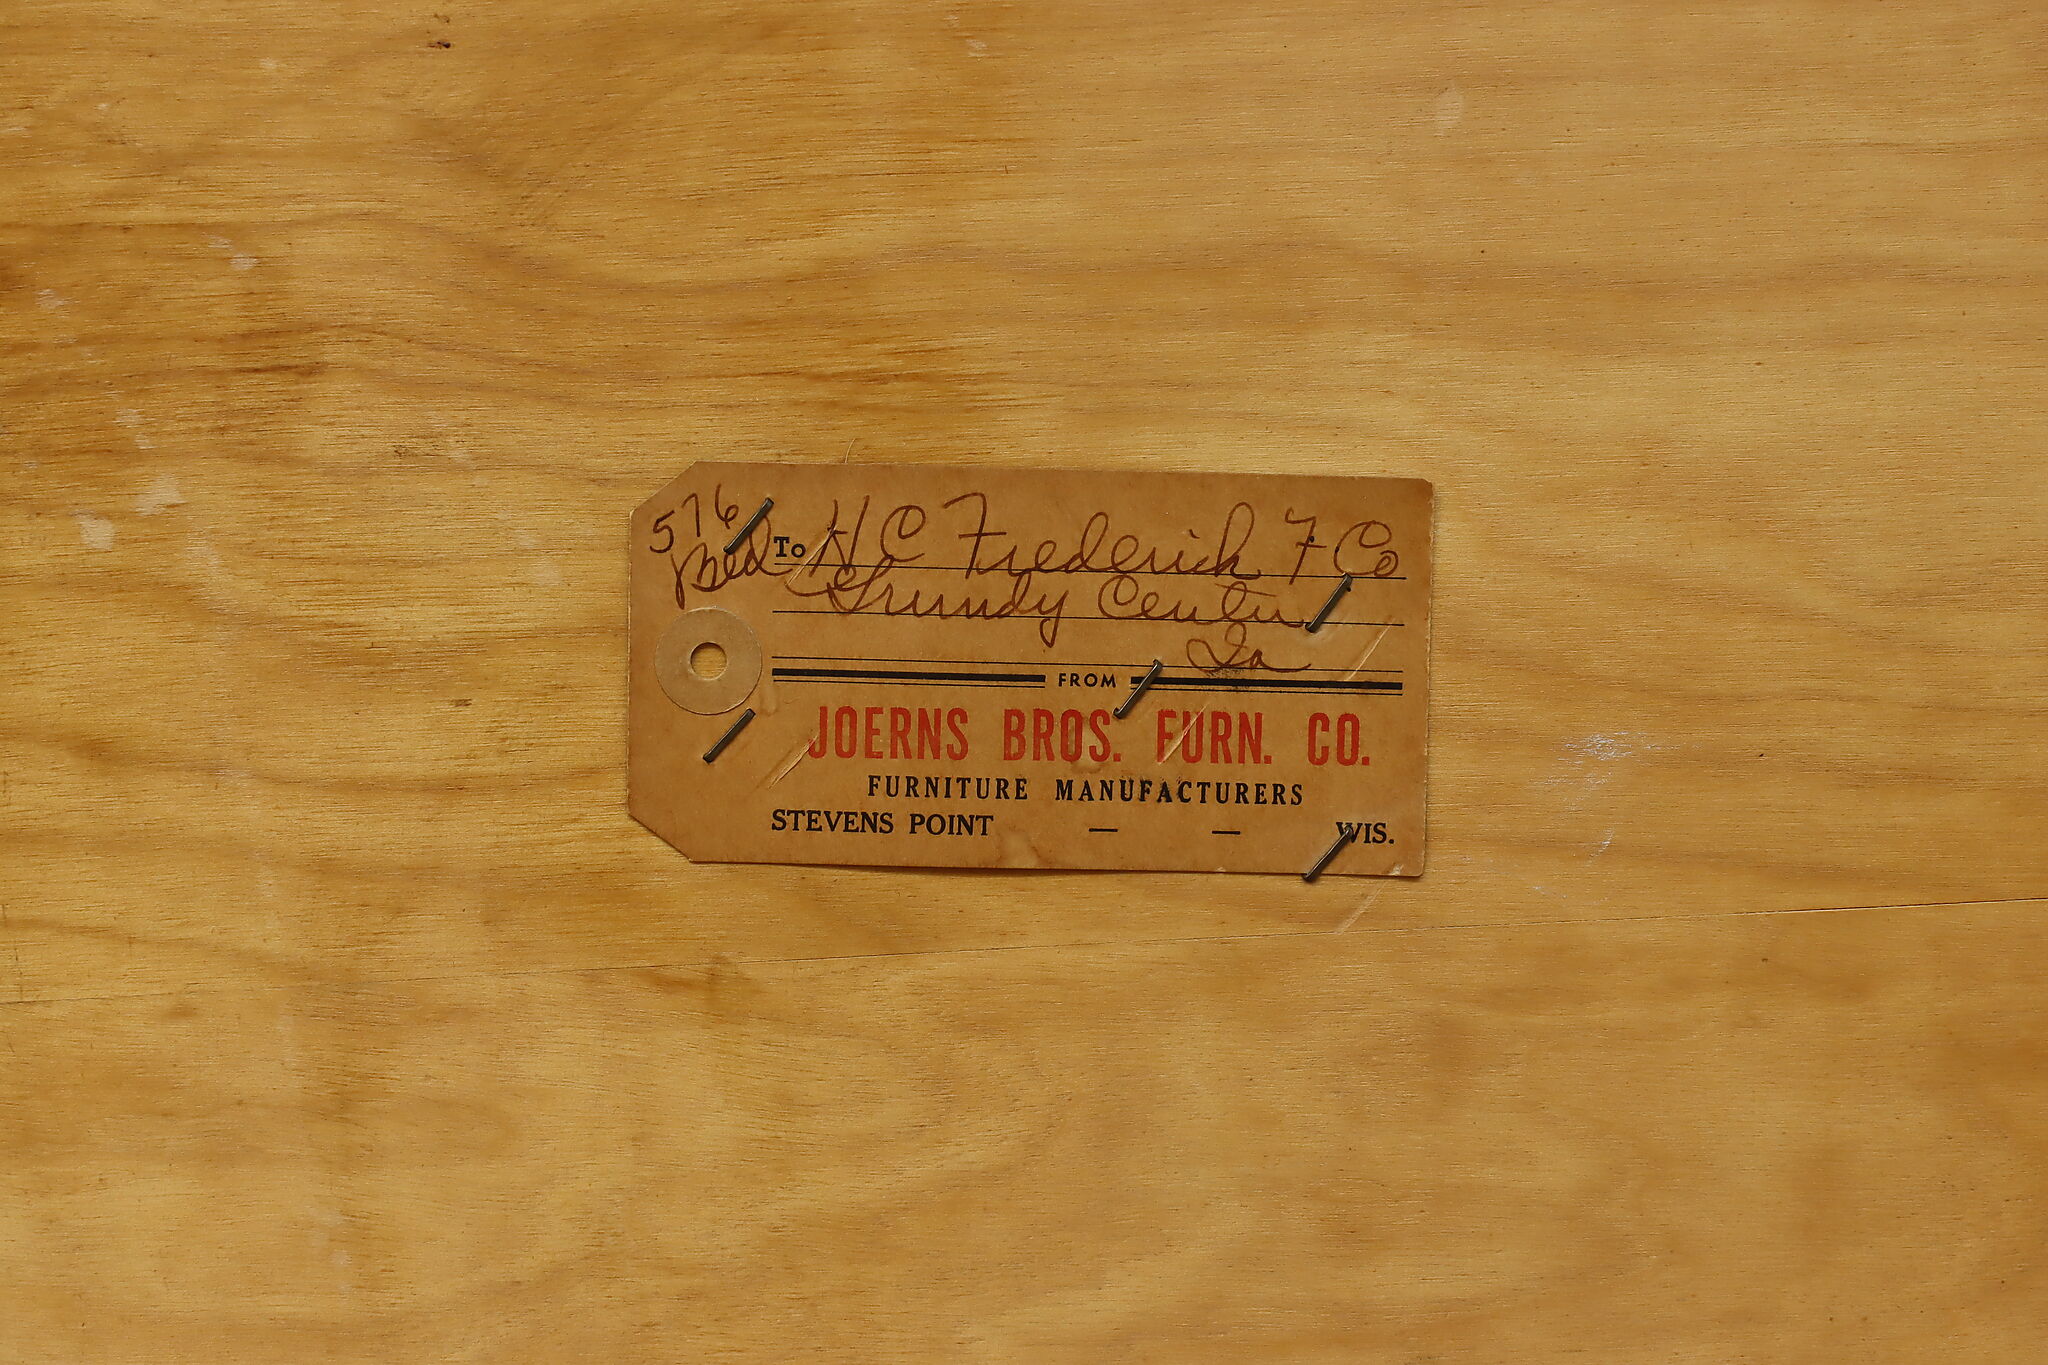 576
Bed
To H C Frederick F Co
Grundy Center
Ia
FROM
JOERNS BROS. FURN. CO.
FURNITURE MANUFACTURERS
STEVENS POINT — — WIS.